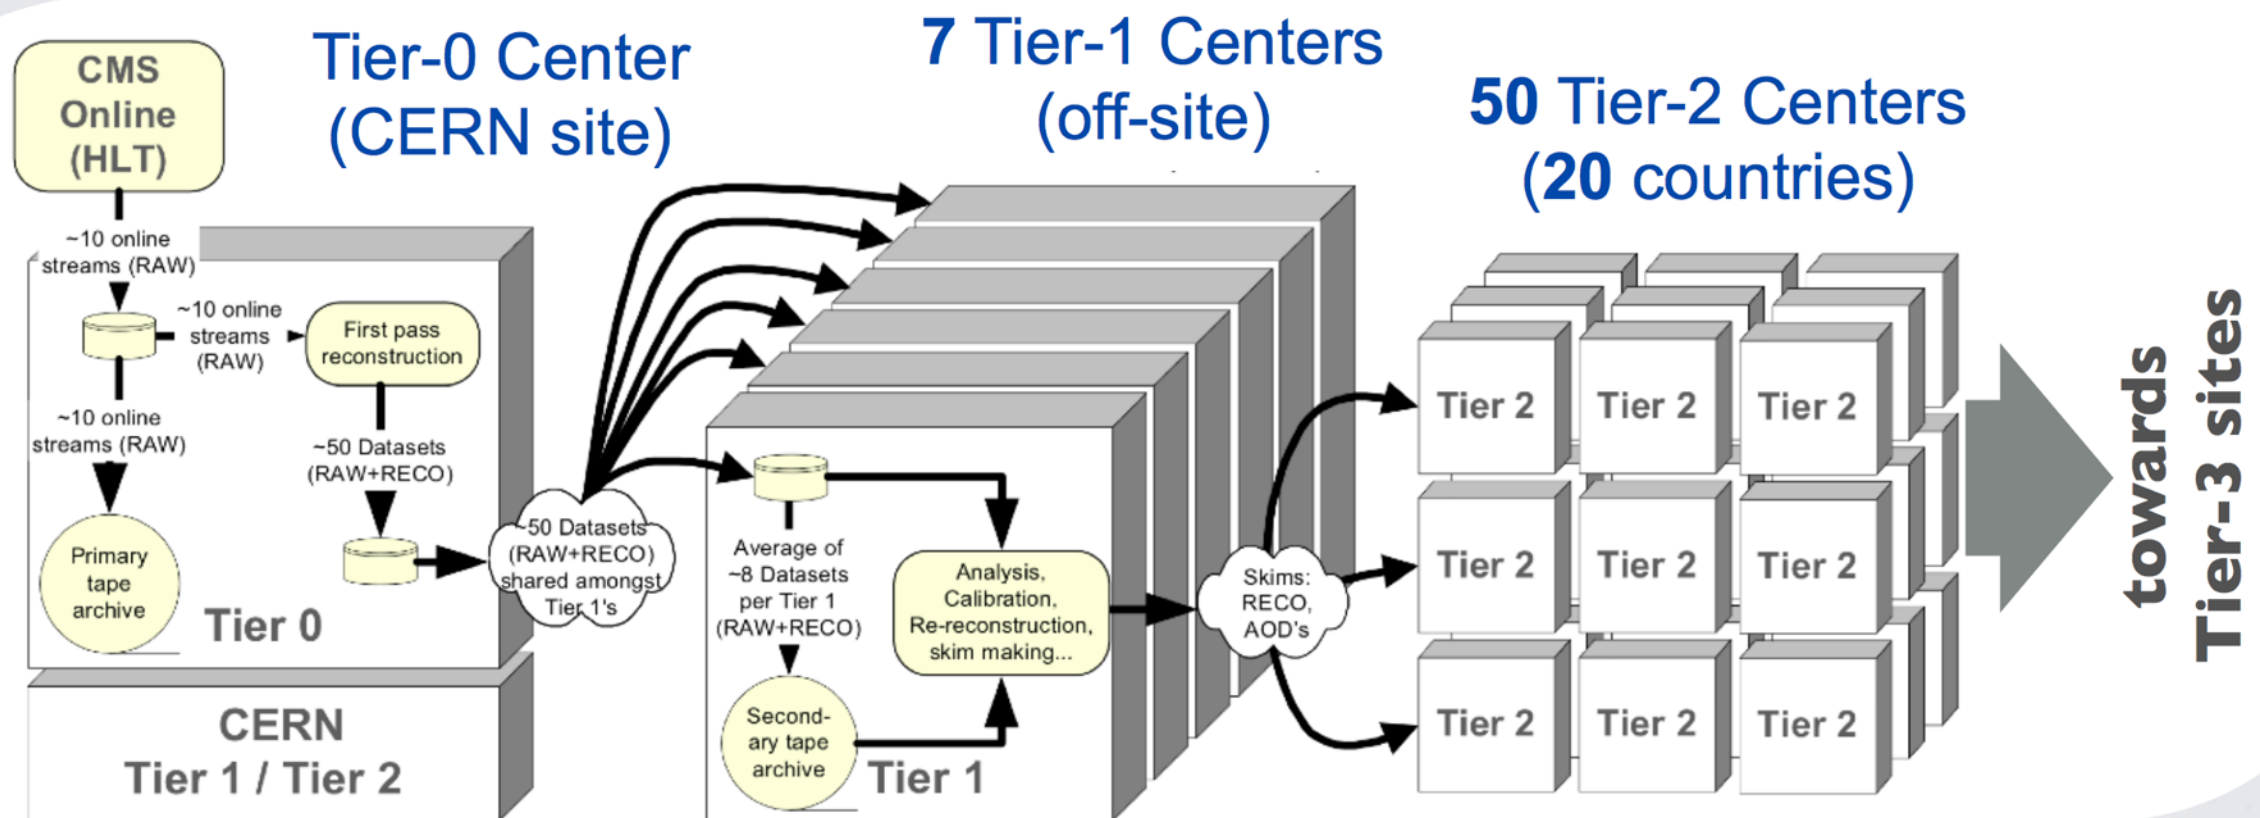 CMS
Online
(HLT)
Tier-0 Center
(CERN site)
7 Tier-1 Centers
(off-site)
50 Tier-2 Centers
(20 countries)
~10 online
streams (RAW)
~10 online
streams
(RAW)
First pass
reconstruction
~10 online
streams (RAW)
~50 Datasets
(RAW+RECO)
Primary
tape
archive
Tier 0
CERN
Tier 1 / Tier 2
~50 Datasets
(RAW+RECO)
shared amongst
Tier 1's
Average of
~8 Datasets
per Tier 1
(RAW+RECO)
Second-
ary tape
archive
Analysis,
Calibration,
Re-reconstruction,
skim making...
Tier 1
Skims:
RECO,
AOD's
Tier 2
Tier 2
Tier 2
Tier 2
Tier 2
Tier 2
Tier 2
Tier 2
Tier 2
towards
Tier-3 sites